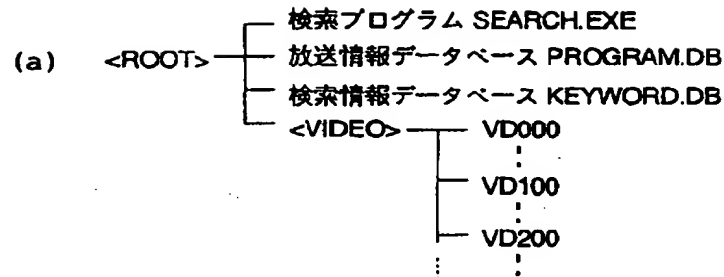 検索プログラム SEARCH.EXE
(a) <ROOT> 放送情報データベース PROGRAM.DB
検索情報データベース KEYWORD.DB
<VIDEO> VD000
VD100
VD200